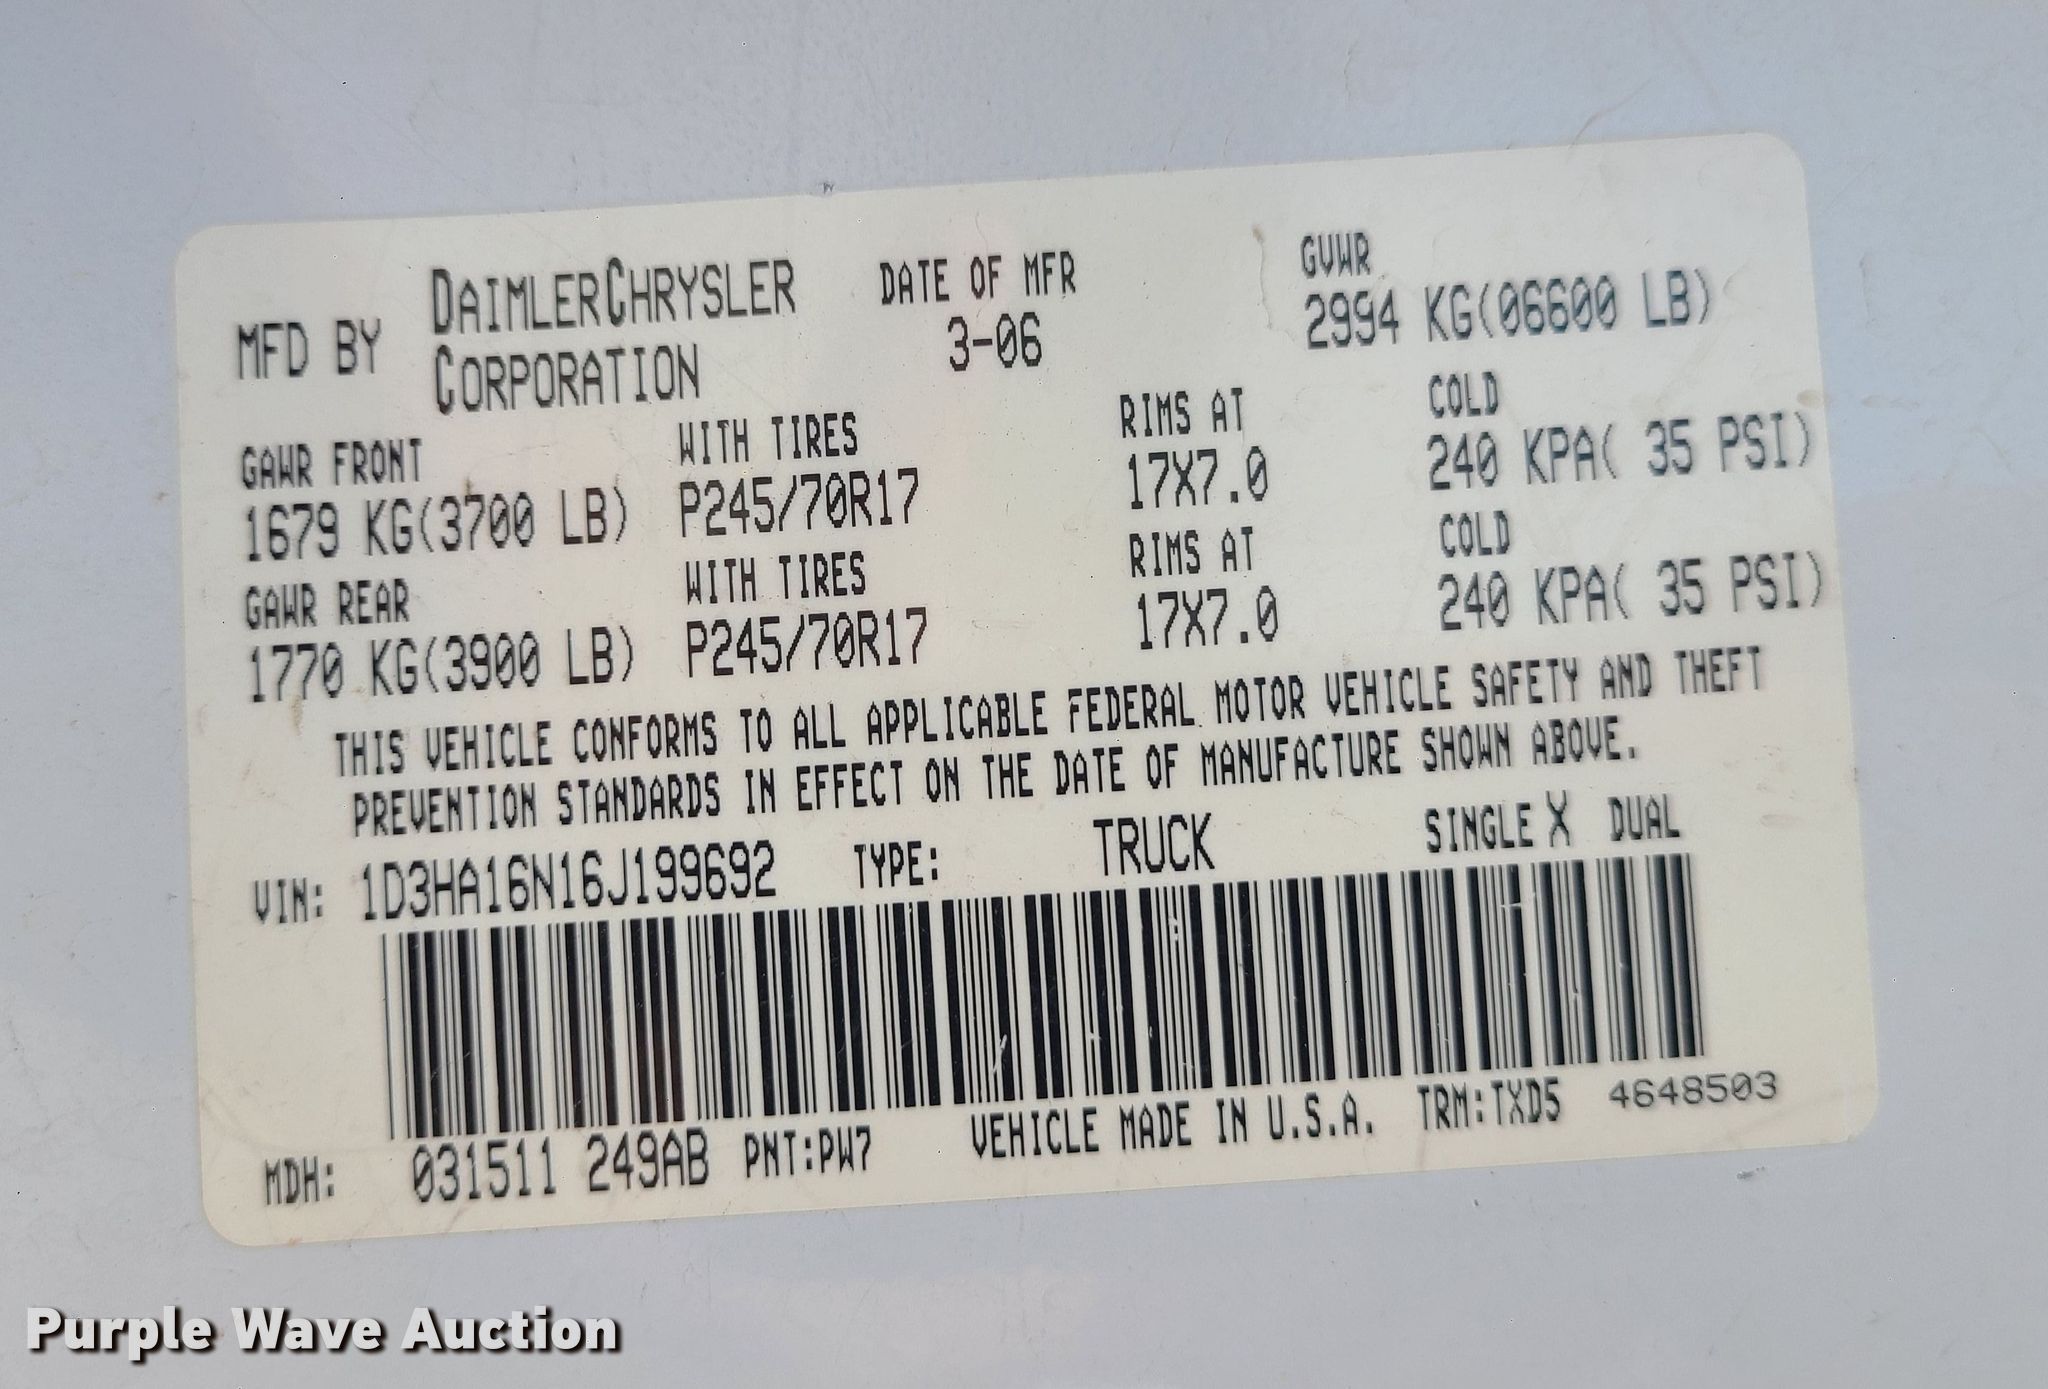 MFD BY DAIMLERCHRYSLER CORPORATION DATE OF MFR 3-06 GVWR 2994 KG(06600 LB)
GAWR FRONT WITH TIRES RIMS AT COLD
1679 KG(3700 LB) P245/70R17 17X7.0 240 KPA( 35 PSI)
GAWR REAR WITH TIRES RIMS AT COLD
1770 KG(3900 LB) P245/70R17 17X7.0 240 KPA( 35 PSI)
THIS VEHICLE CONFORMS TO ALL APPLICABLE FEDERAL MOTOR VEHICLE SAFETY AND THEFT
PREVENTION STANDARDS IN EFFECT ON THE DATE OF MANUFACTURE SHOWN ABOVE.
VIN: 1D3HA16N16J199692 TYPE: TRUCK SINGLE X DUAL
MDH: 031511 249AB PNT:PW7 VEHICLE MADE IN U.S.A. TRM:TXD5 4648503
Purple Wave Auction